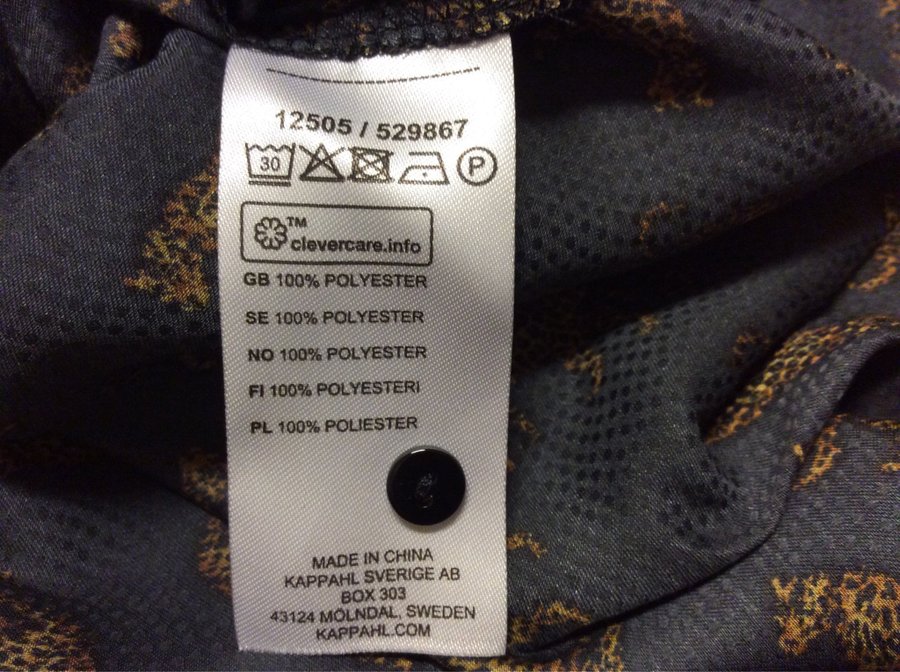 12505 / 529867
30 P
TM
clevercare.info
GB 100% POLYESTER
SE 100% POLYESTER
NO 100% POLYESTER
FI 100% POLYESTERI
PL 100% POLIESTER
MADE IN CHINA
KAPPAHL SVERIGE AB
BOX 303
43124 MÖLNDAL, SWEDEN
KAPPAHL.COM